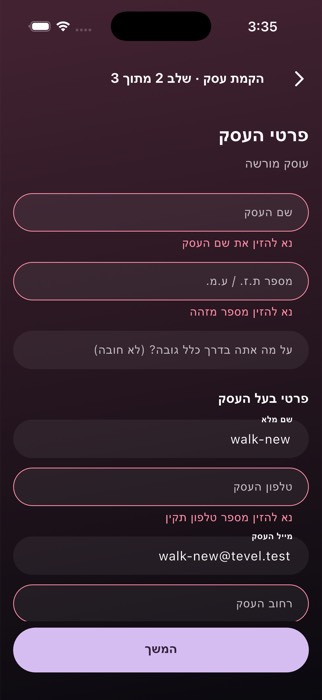 3:35
הקמת עסק · שלב 2 מתוך 3
פרטי העסק
עוסק מורשה
שם העסק
נא להזין את שם העסק
מספר ת.ז. / ע.מ.
נא להזין מספר מזהה
על מה אתה בדרך כלל גובה? (לא חובה)
פרטי בעל העסק
שם מלא
walk-new
טלפון העסק
נא להזין מספר טלפון תקין
מייל העסק
walk-new@tevel.test
רחוב העסק
המשך